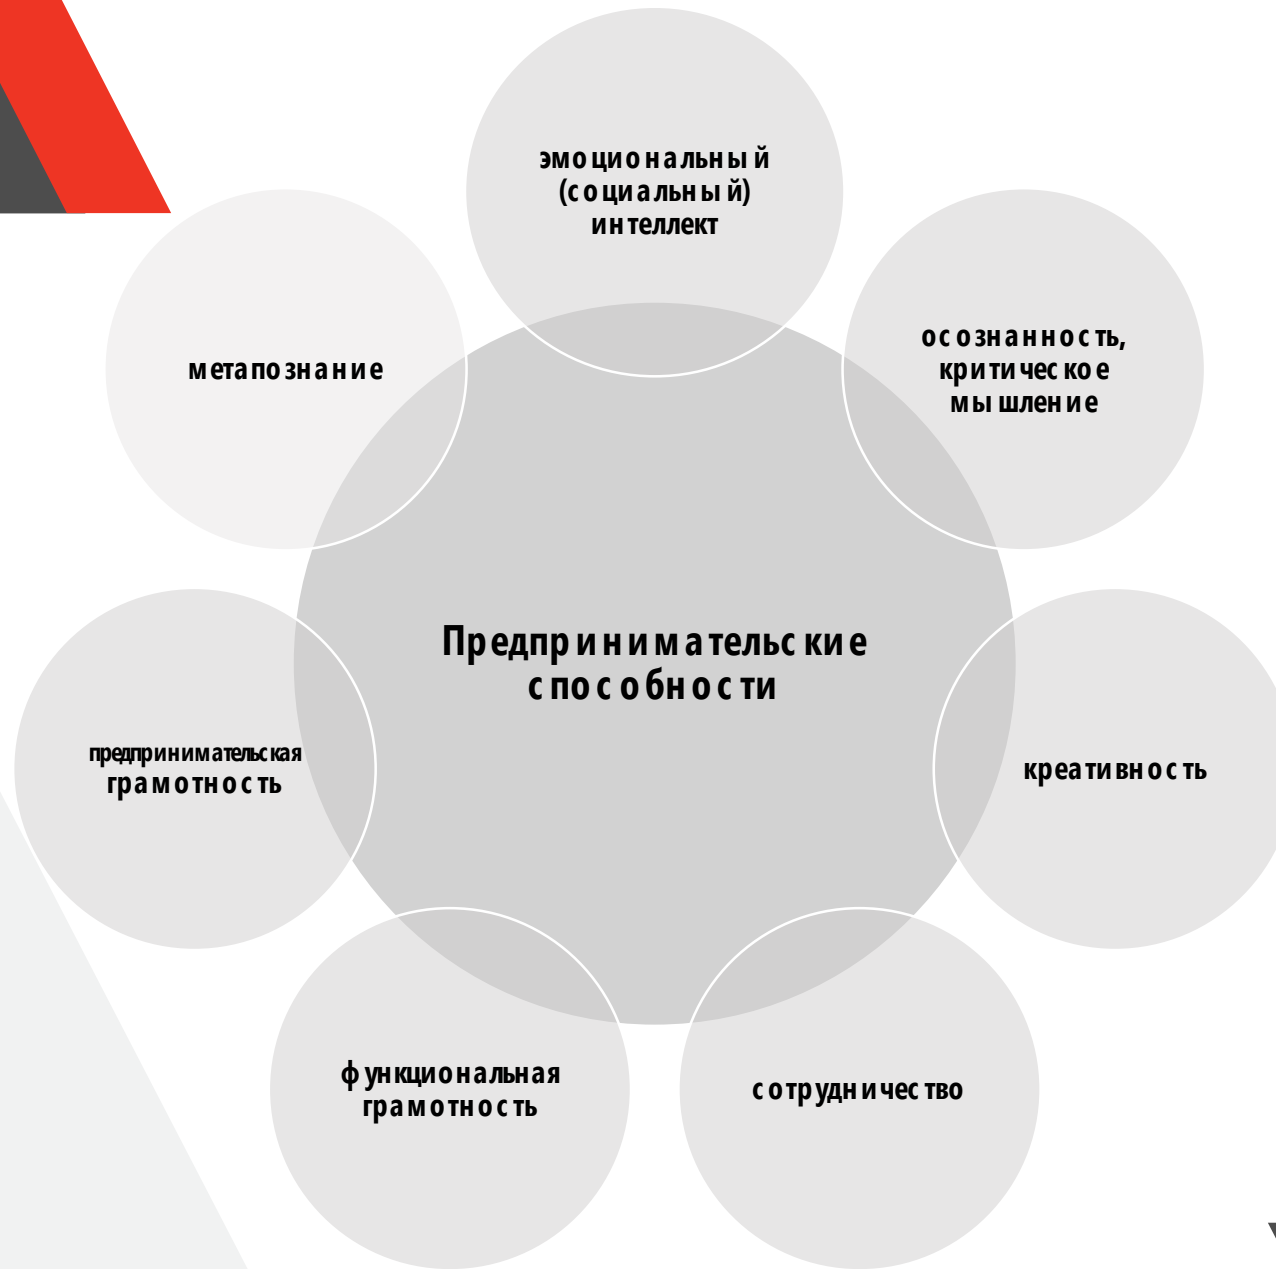 эмоциональный
(социальный)
интеллект
осознанность,
критическое
мышление
метапознание
Предпринимательские
способности
предпринимательская
грамотность
креативность
функциональная
грамотность
сотрудничество